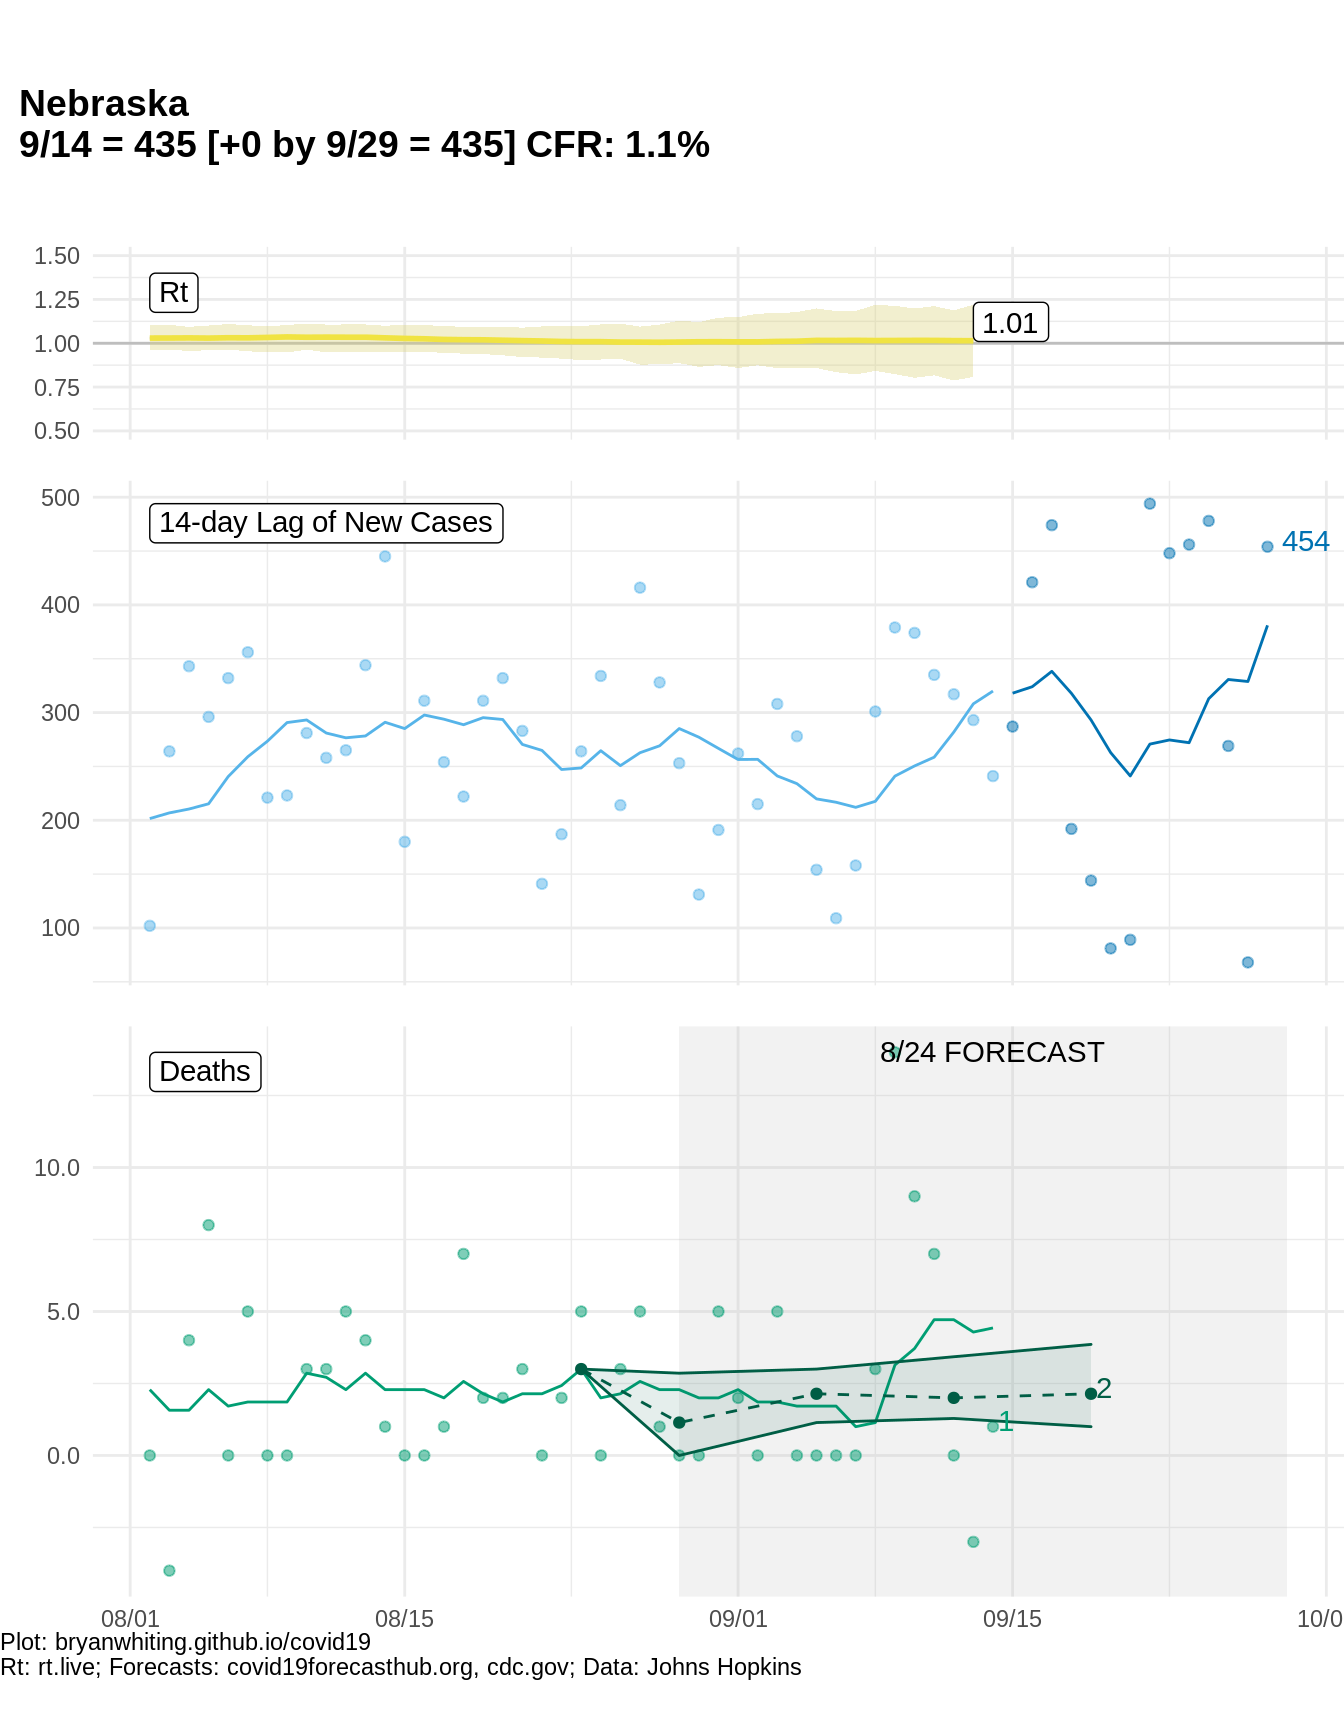 Nebraska
9/14 = 435 [+0 by 9/29 = 435] CFR: 1.1%
1.50
1.25
1.00
0.75
0.50
Rt
1.01
500
400
300
200
100
14-day Lag of New Cases
454
Deaths
8/24 FORECAST
10.0
5.0
0.0
2
1
08/01 08/15 09/01 09/15 10/0
Plot: bryanwhiting.github.io/covid19
Rt: rt.live; Forecasts: covid19forecasthub.org, cdc.gov; Data: Johns Hopkins